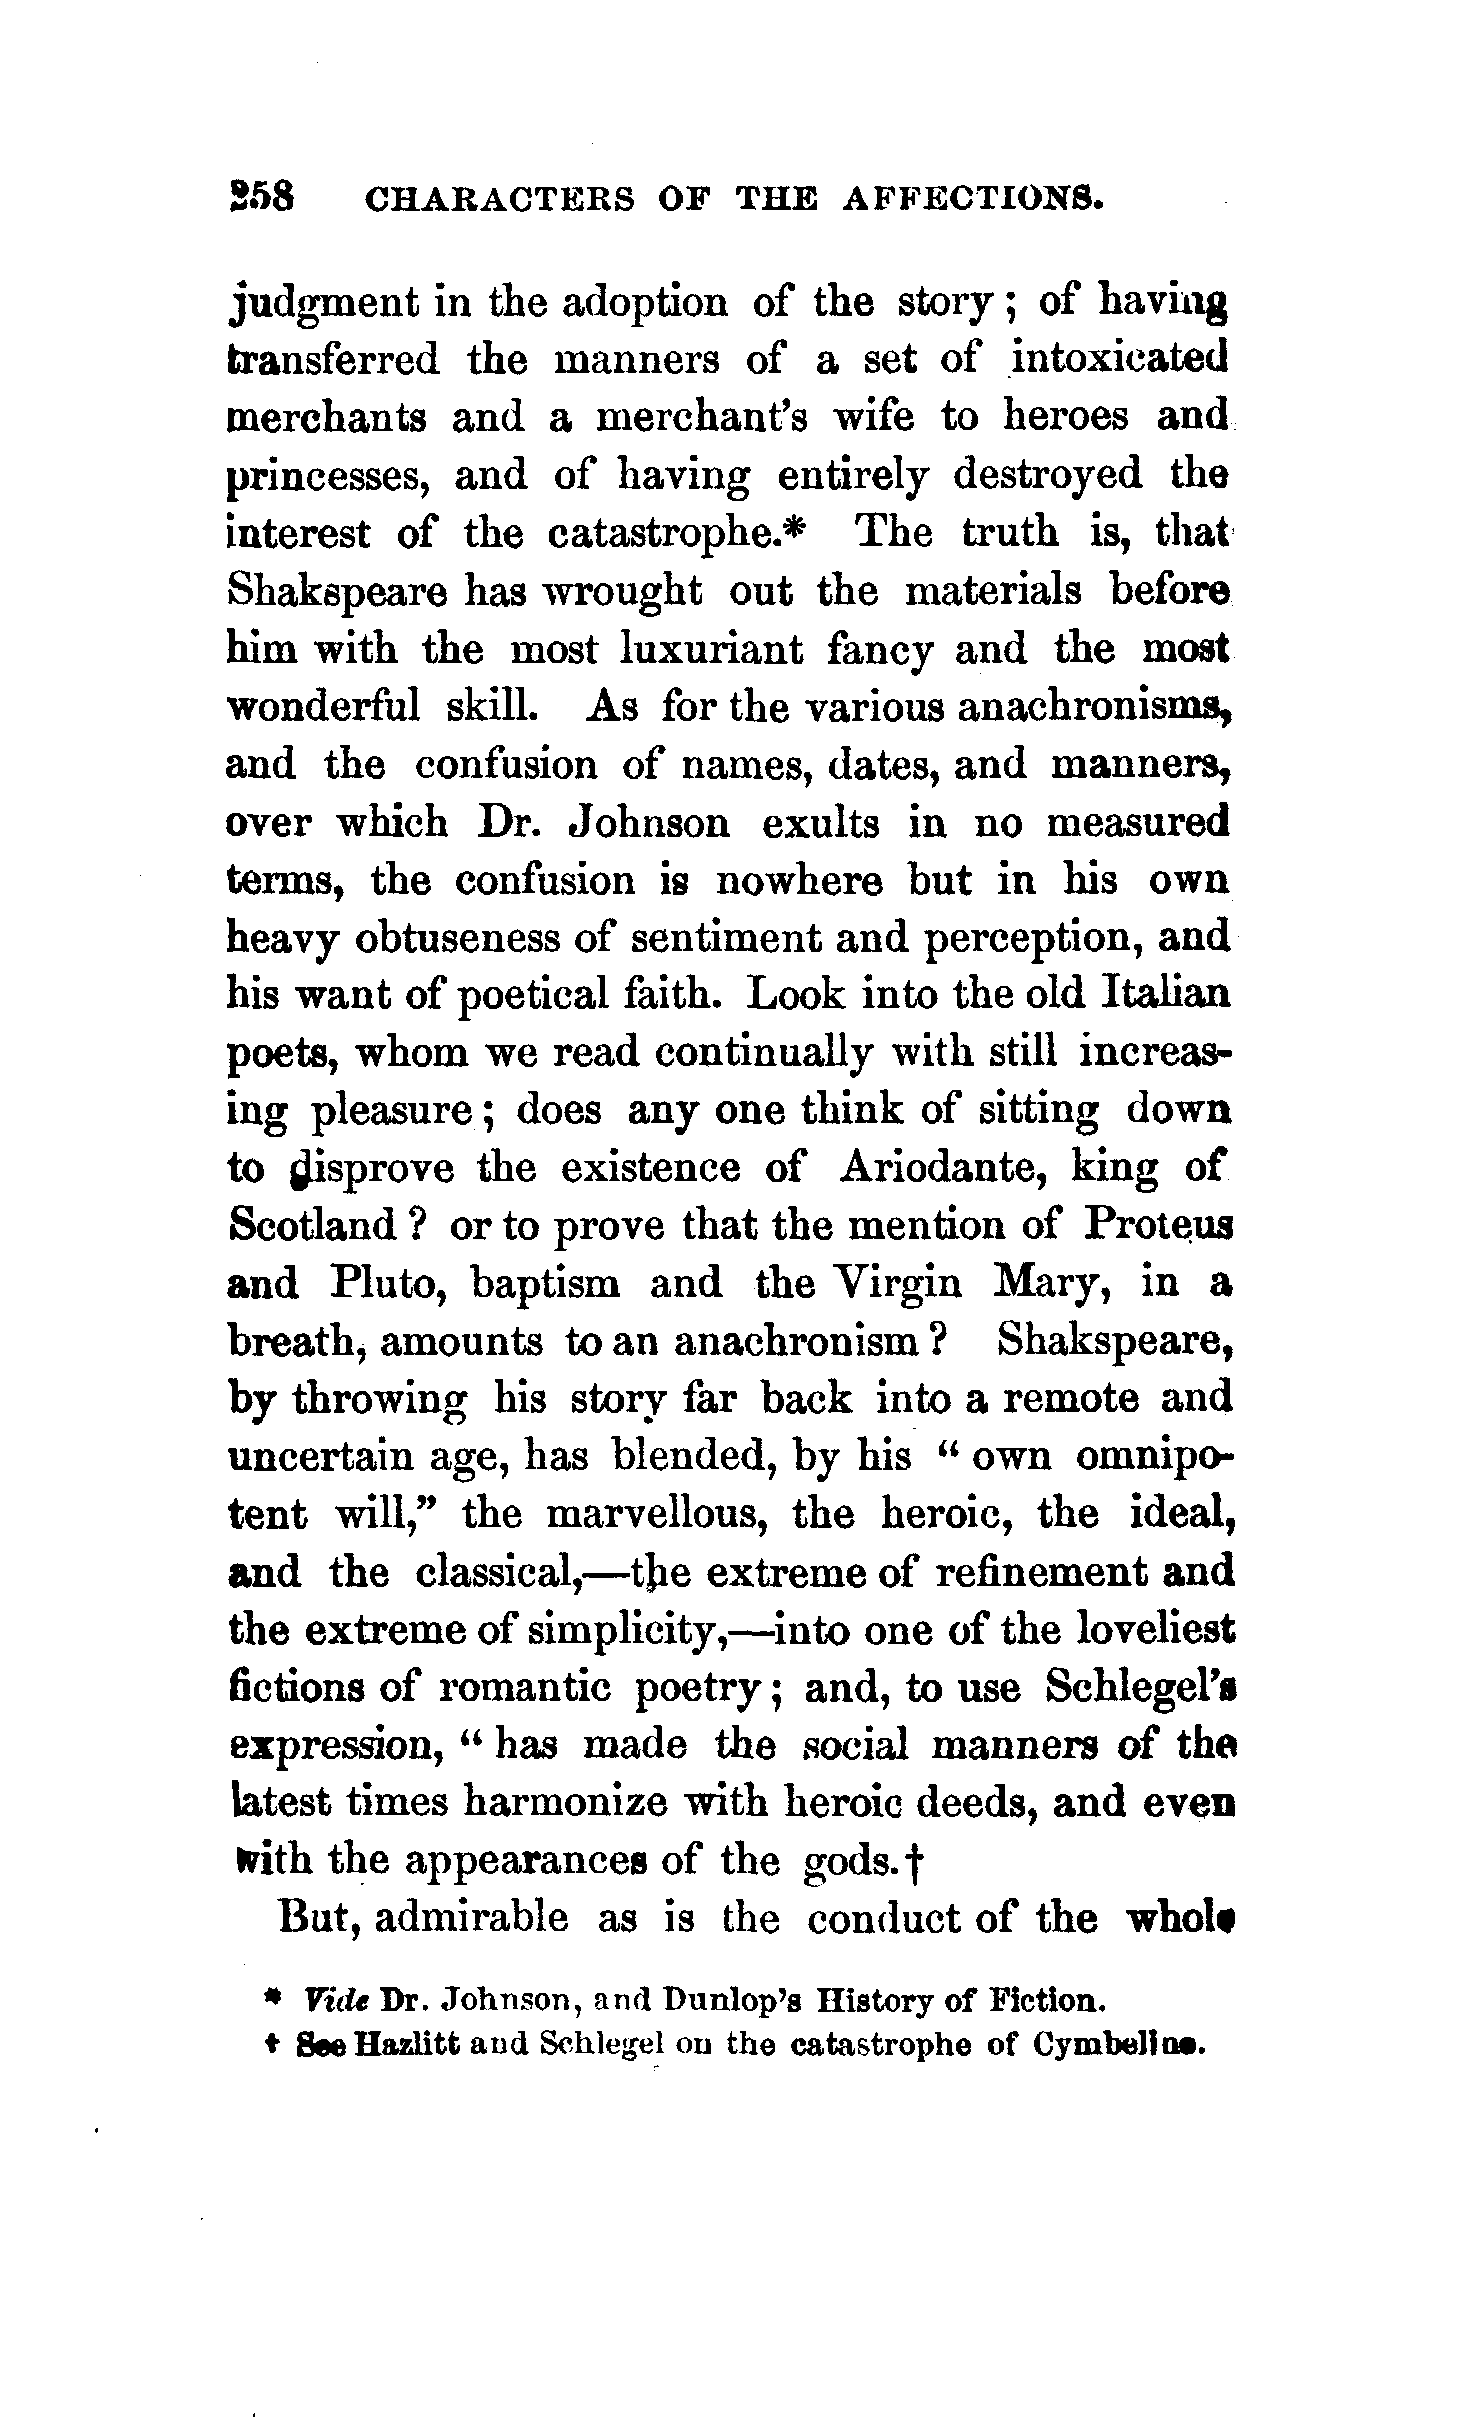 258 CHARACTERS OF THE AFFECTIONS.
judgment in the adoption of the story; of having
transferred the manners of a set of intoxicated
merchants and a merchant's wife to heroes and
princesses, and of having entirely destroyed the
interest of the catastrophe.* The truth is, that
Shakspeare has wrought out the materials before
him with the most luxuriant fancy and the most
wonderful skill. As for the various anachronisms,
and the confusion of names, dates, and manners,
over which Dr. Johnson exults in no measured
terms, the confusion is nowhere but in his own
heavy obtuseness of sentiment and perception, and
his want of poetical faith. Look into the old Italian
poets, whom we read continually with still increas-
ing pleasure; does any one think of sitting down
to disprove the existence of Ariodante, king of
Scotland? or to prove that the mention of Proteus
and Pluto, baptism and the Virgin Mary, in a
breath, amounts to an anachronism? Shakspeare,
by throwing his story far back into a remote and
uncertain age, has blended, by his "own omnipo-
tent will," the marvellous, the heroic, the ideal,
and the classical,—the extreme of refinement and
the extreme of simplicity,—into one of the loveliest
fictions of romantic poetry; and, to use Schlegel's
expression, "has made the social manners of the
latest times harmonize with heroic deeds, and even
with the appearances of the gods.†
But, admirable as is the conduct of the whole
* Vide Dr. Johnson, and Dunlop's History of Fiction.
† See Hazlitt and Schlegel on the catastrophe of Cymbeline.